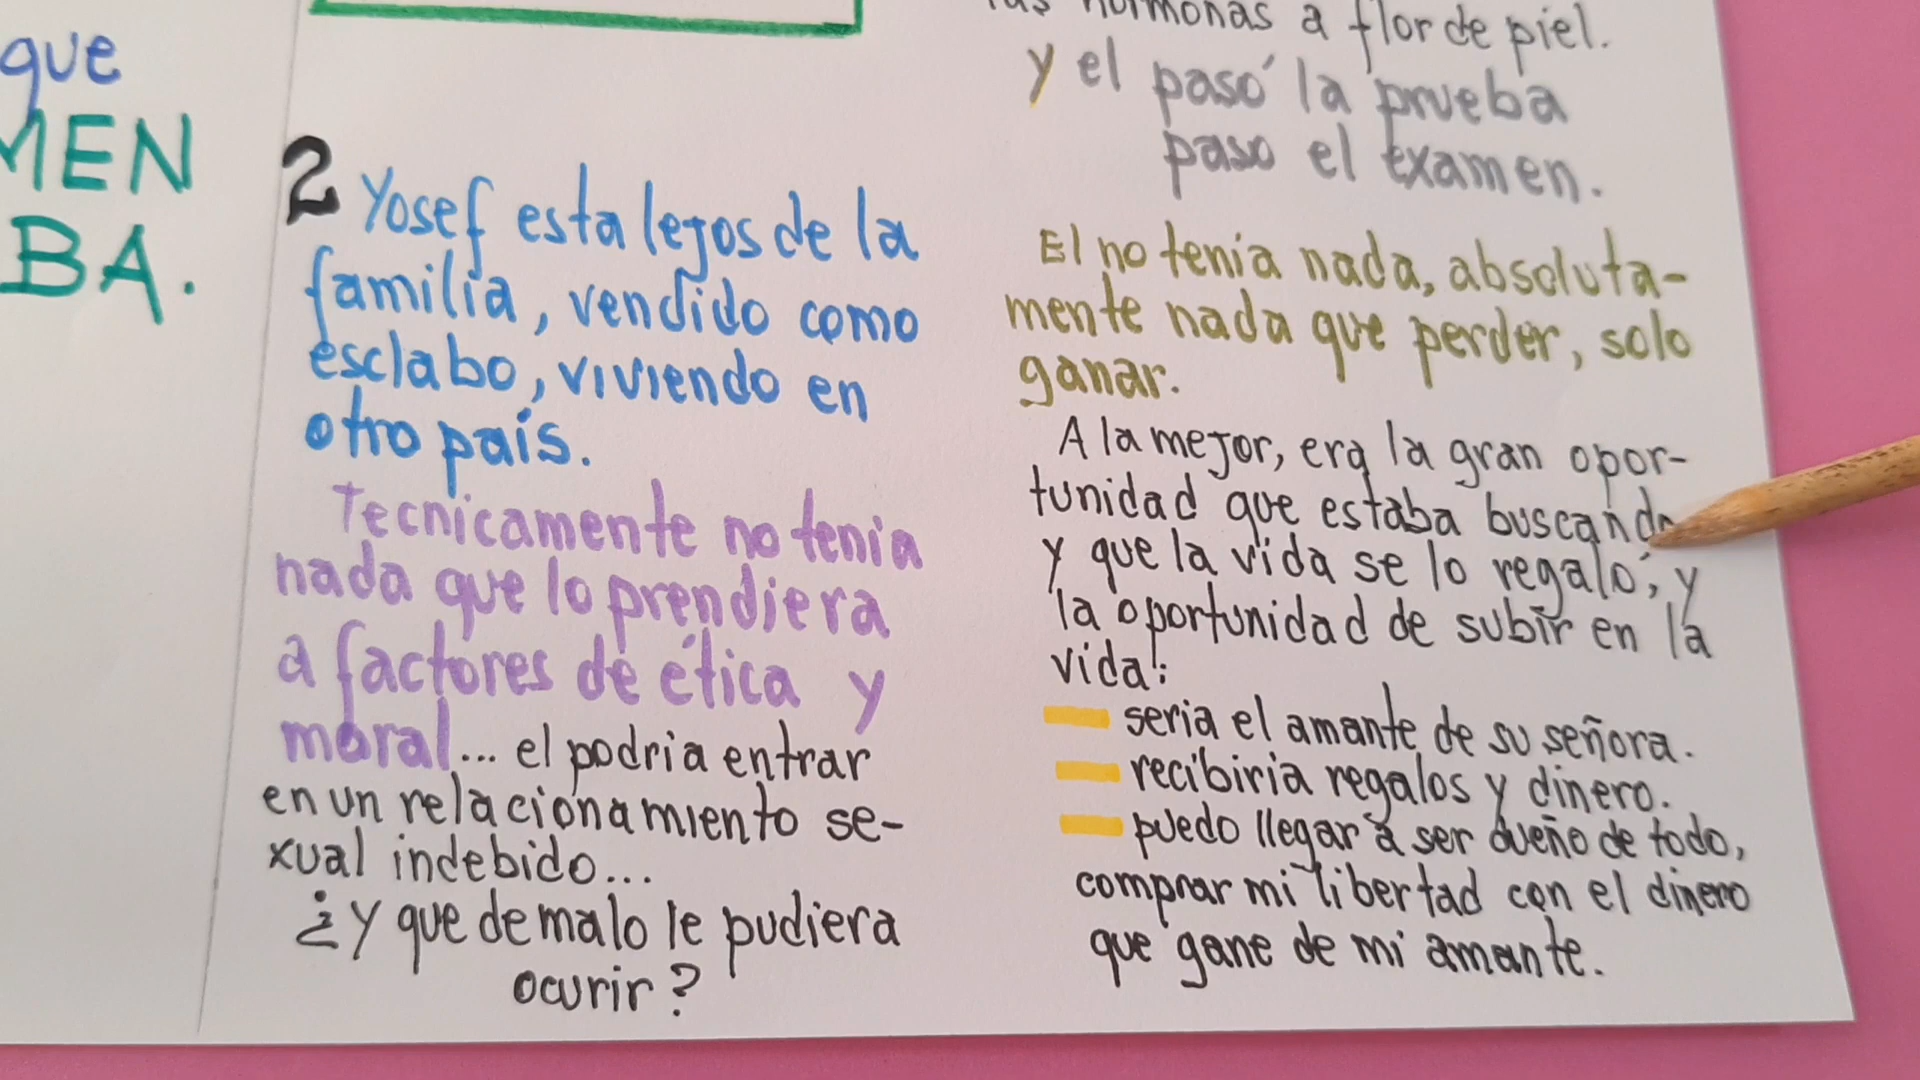 que
MEN
BA.
2 Yosef esta lejos de la
familia, vendido como
esclabo, viviendo en
otro país.
Tecnicamente no tenia
nada que lo prendiera
a factores de ética y
moral... el podria entrar
en un relacionamiento se-
xual indebido...
¿Y que de malo le pudiera
ocurir?
hormonas a flor de piel.
y el pasó la prueba
paso el examen.
El no tenia nada, absoluta-
mente nada que perder, solo
ganar.
A la mejor, era la gran opor-
tunidad que estaba buscando
y que la vida se lo regaló, y
la oportunidad de subir en la
vida!:
seria el amante de su señora.
recibiria regalos y dinero.
puedo llegar a ser dueño de todo,
comprar mi libertad con el dinero
que gane de mi amante.